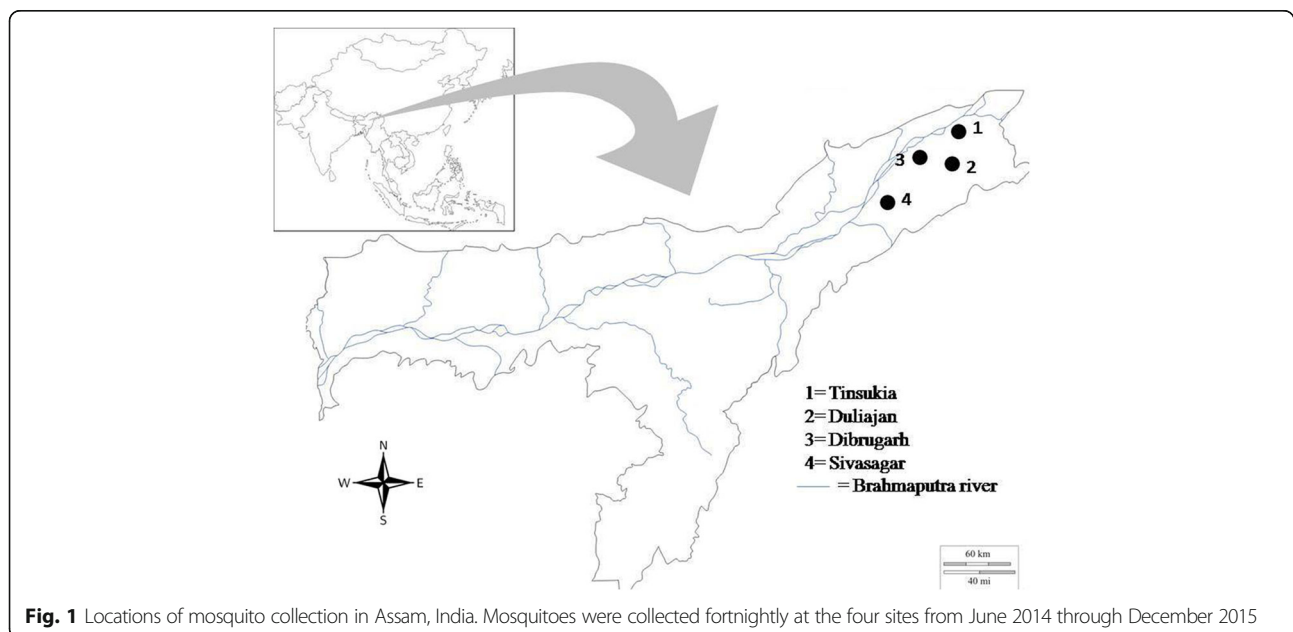 1
3
2
4
1= Tinsukia
2= Duliajan
3= Dibrugarh
4= Sivasagar
= Brahmaputra river
N
W E
S
60 km
40 mi
Fig. 1 Locations of mosquito collection in Assam, India. Mosquitoes were collected fortnightly at the four sites from June 2014 through December 2015